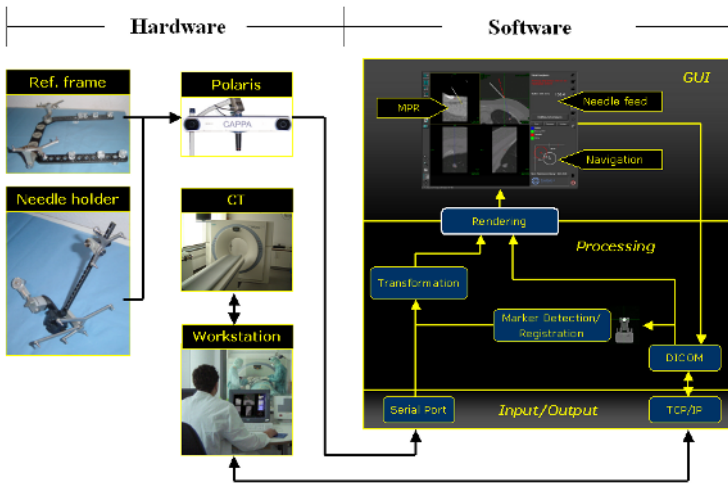 Hardware
Software
Ref. frame
Polaris
CAPPA
Needle holder
CT
Workstation
GUI
MPR
Needle feed
Navigation
Rendering
Processing
Transformation
Marker Detection/
Registration
DICOM
Serial Port
Input/Output
TCP/IP